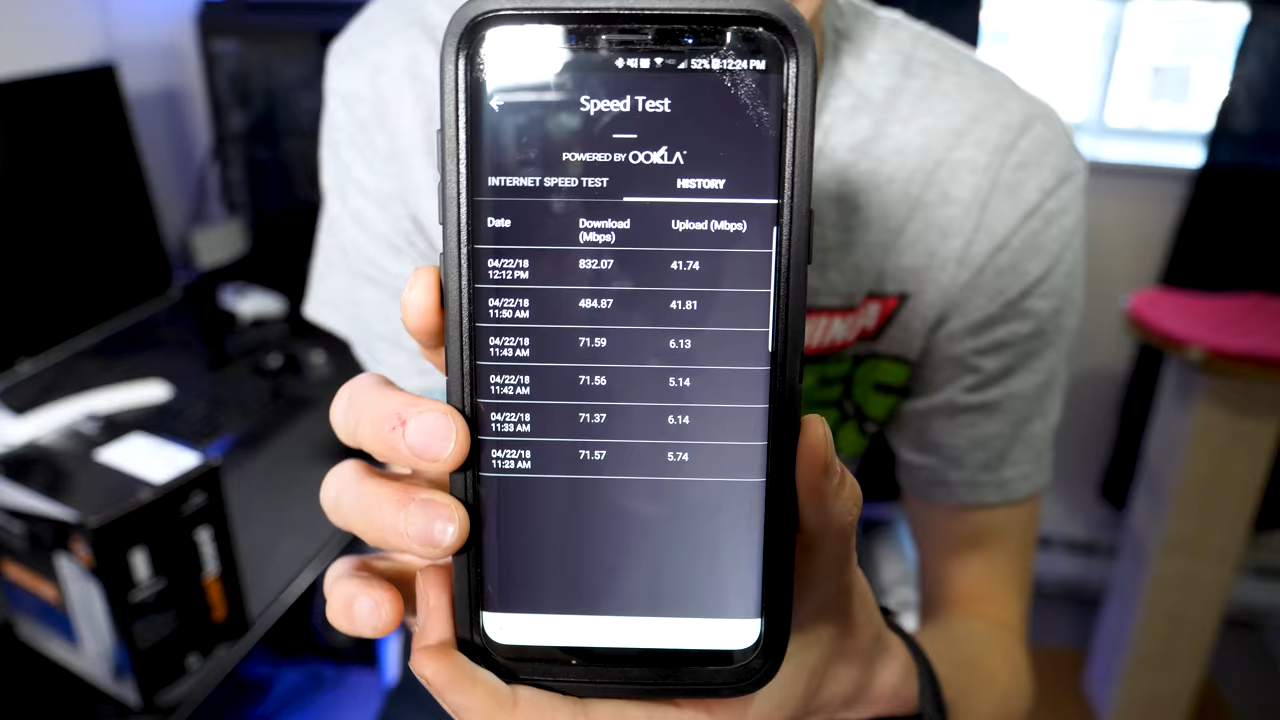 52% 12:24 PM
Speed Test
POWERED BY OOKLA
INTERNET SPEED TEST HISTORY
Date Download (Mbps) Upload (Mbps)
04/22/18 12:12 PM 832.07 41.74
04/22/18 11:50 AM 484.87 41.81
04/22/18 11:43 AM 71.59 6.13
04/22/18 11:42 AM 71.56 5.14
04/22/18 11:33 AM 71.37 6.14
04/22/18 11:23 AM 71.57 5.74